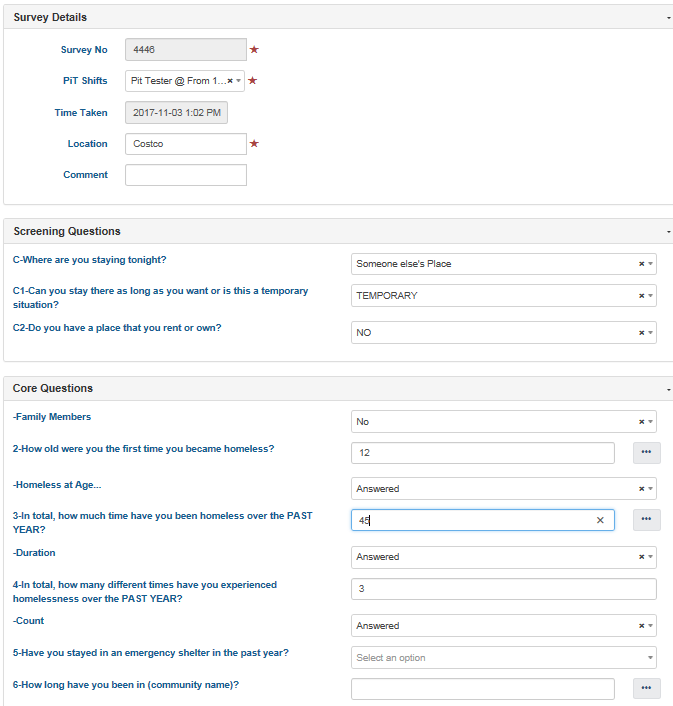 Survey Details
Survey No 4446 ★
PiT Shifts Pit Tester @ From 1... ★
Time Taken 2017-11-03 1:02 PM
Location Costco ★
Comment
Screening Questions
C-Where are you staying tonight? Someone else's Place
C1-Can you stay there as long as you want or is this a temporary
situation? TEMPORARY
C2-Do you have a place that you rent or own? NO
Core Questions
-Family Members No
2-How old were you the first time you became homeless? 12 •••
-Homeless at Age... Answered
3-In total, how much time have you been homeless over the PAST
YEAR? 45 •••
-Duration Answered
4-In total, how many different times have you experienced
homelessness over the PAST YEAR? 3
-Count Answered
5-Have you stayed in an emergency shelter in the past year? Select an option
6-How long have you been in (community name)? •••